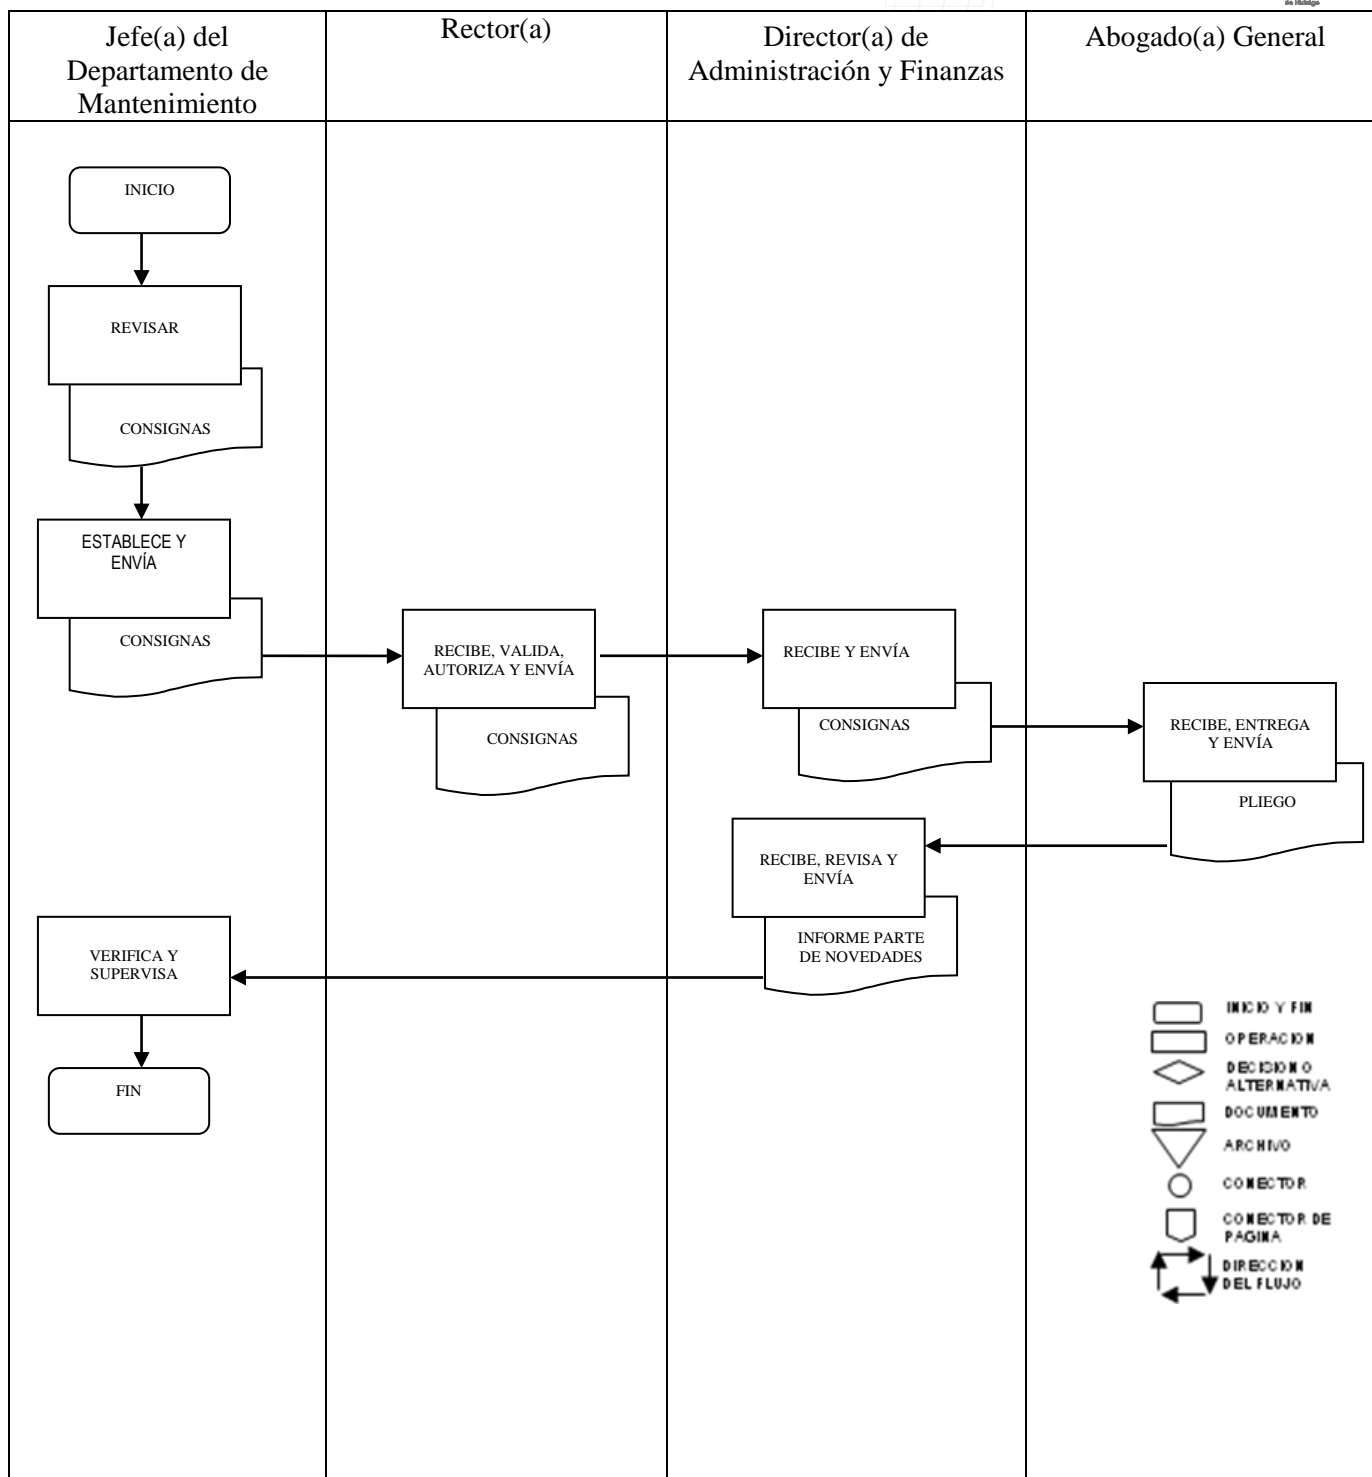 de Hidalgo
Jefe(a) del
Departamento de
Mantenimiento
Rector(a)
Director(a) de
Administración y Finanzas
Abogado(a) General
INICIO
REVISAR
CONSIGNAS
ESTABLECE Y
ENVÍA
CONSIGNAS
RECIBE, VALIDA,
AUTORIZA Y ENVÍA
CONSIGNAS
RECIBE Y ENVÍA
CONSIGNAS
RECIBE, ENTREGA
Y ENVÍA
PLIEGO
RECIBE, REVISA Y
ENVÍA
INFORME PARTE
DE NOVEDADES
VERIFICA Y
SUPERVISA
FIN
INICIO Y FIN
OPERACION
DECISION O
ALTERNATIVA
DOCUMENTO
ARCHIVO
CONECTOR
CONECTOR DE
PAGINA
DIRECCION
DEL FLUJO